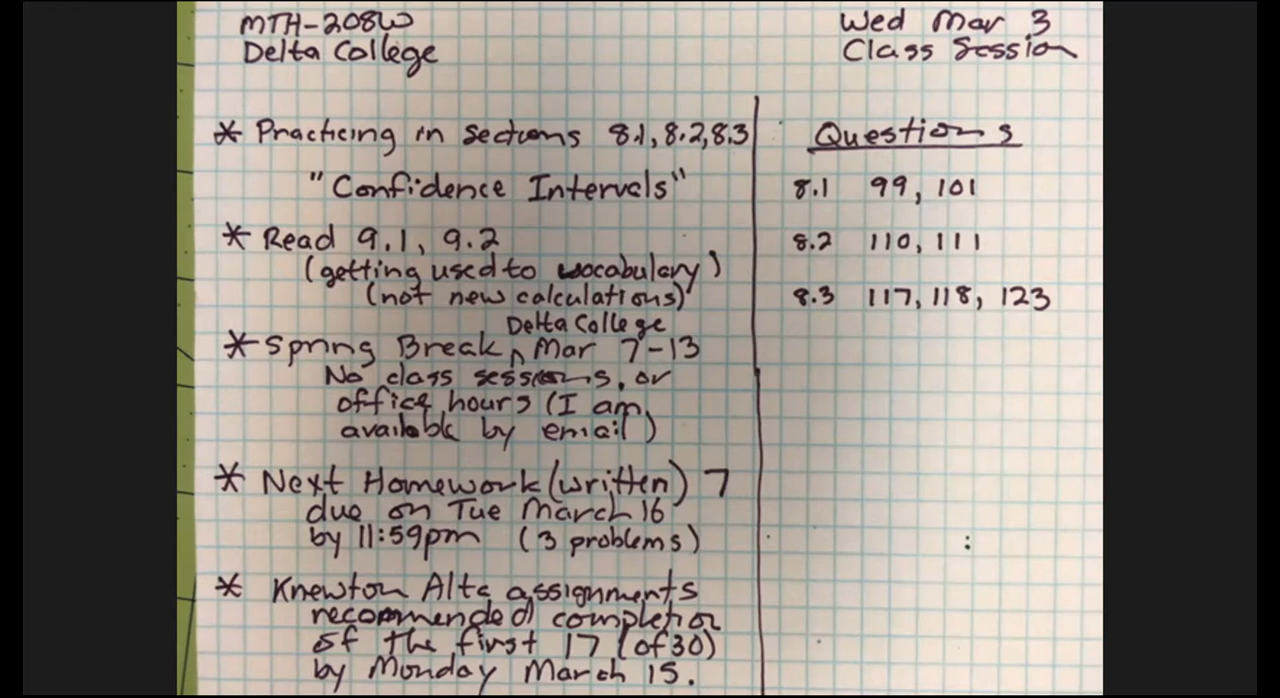 MTH-208W
Delta College
Wed Mar 3
Class Session
* Practicing in sections 8.1, 8.2, 8.3
"Confidence Intervals"
* Read 9.1, 9.2
(getting used to vocabulary)
(not new calculations)
Delta College
* Spring Break ^ Mar 7-13
No class sessions, or
office hours (I am
available by email)
* Next Homework (written) 7
due on Tue March 16
by 11:59pm (3 problems)
* Knewton Alta assignments
recommended completion
of the first 17 (of 30)
by Monday March 15.
Questions
8.1 99, 101
8.2 110, 111
8.3 117, 118, 123
: